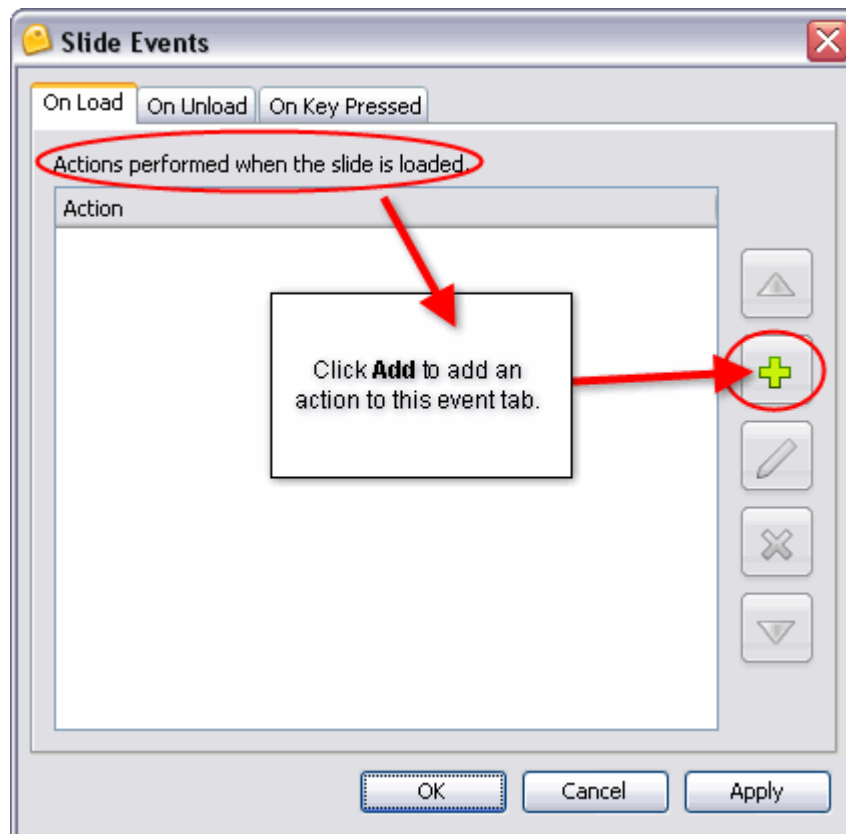 Slide Events
On Load On Unload On Key Pressed
Actions performed when the slide is loaded.
Action
Click Add to add an
action to this event tab.
OK Cancel Apply